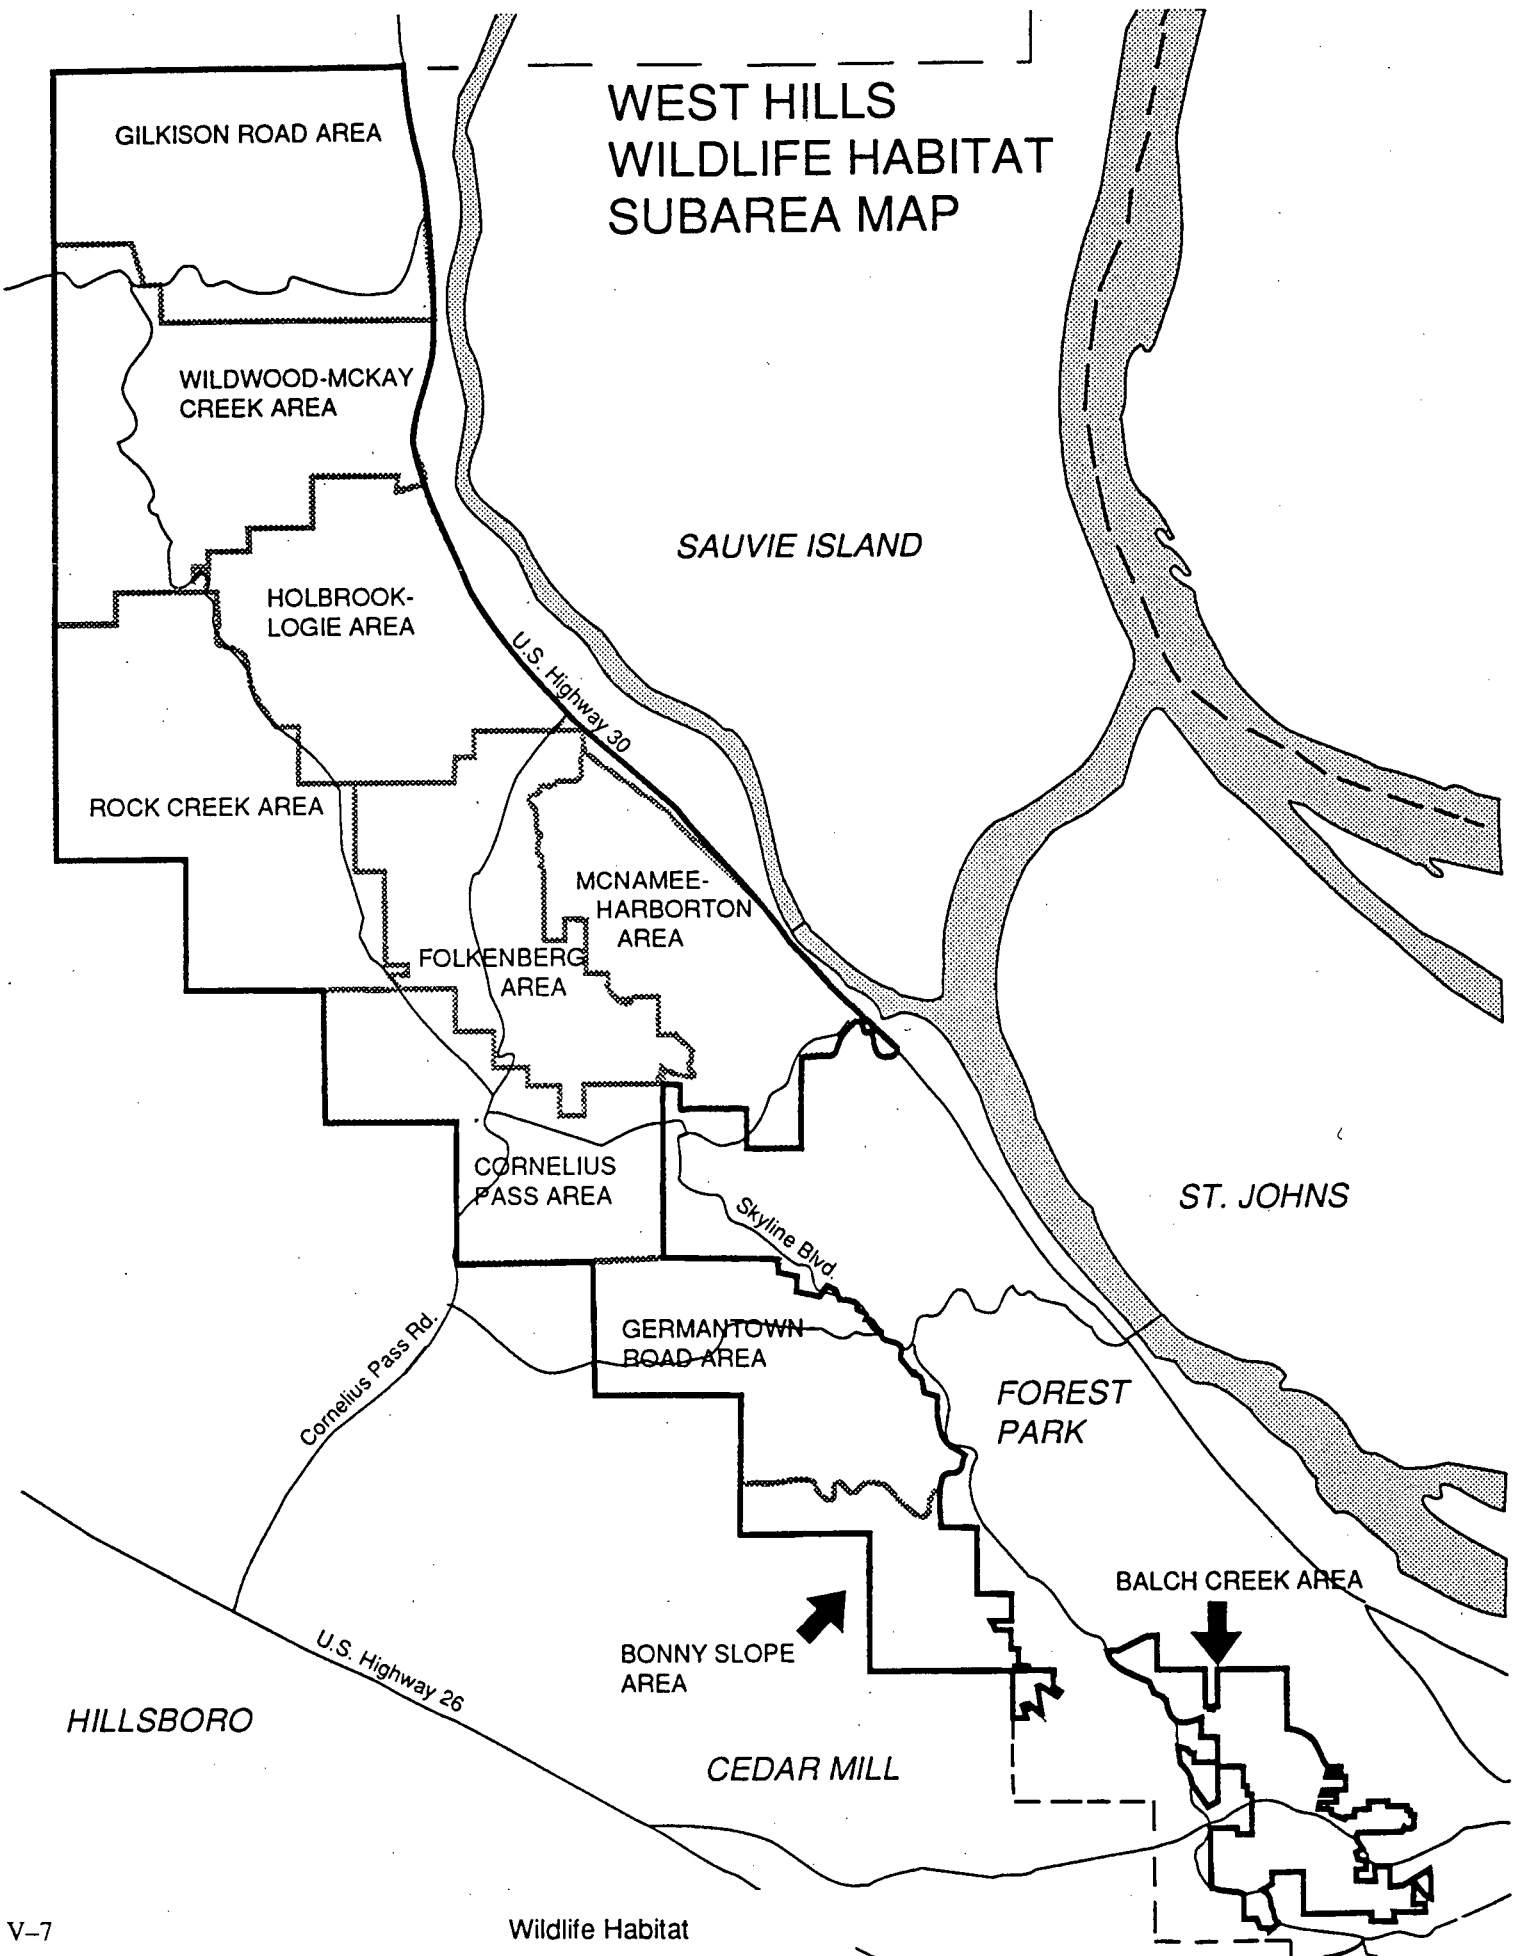 WEST HILLS
WILDLIFE HABITAT
SUBAREA MAP
GILKISON ROAD AREA
WILDWOOD-MCKAY
CREEK AREA
SAUVIE ISLAND
HOLBROOK-
LOGIE AREA
U.S. Highway 30
ROCK CREEK AREA
MCNAMEE-
HARBORTON
AREA
FOLKENBERG
AREA
CORNELIUS
PASS AREA
ST. JOHNS
Skyline Blvd.
GERMANTOWN
ROAD AREA
Cornelius Pass Rd.
FOREST
PARK
BALCH CREEK AREA
BONNY SLOPE
AREA
U.S. Highway 26
HILLSBORO
CEDAR MILL
V–7
Wildlife Habitat